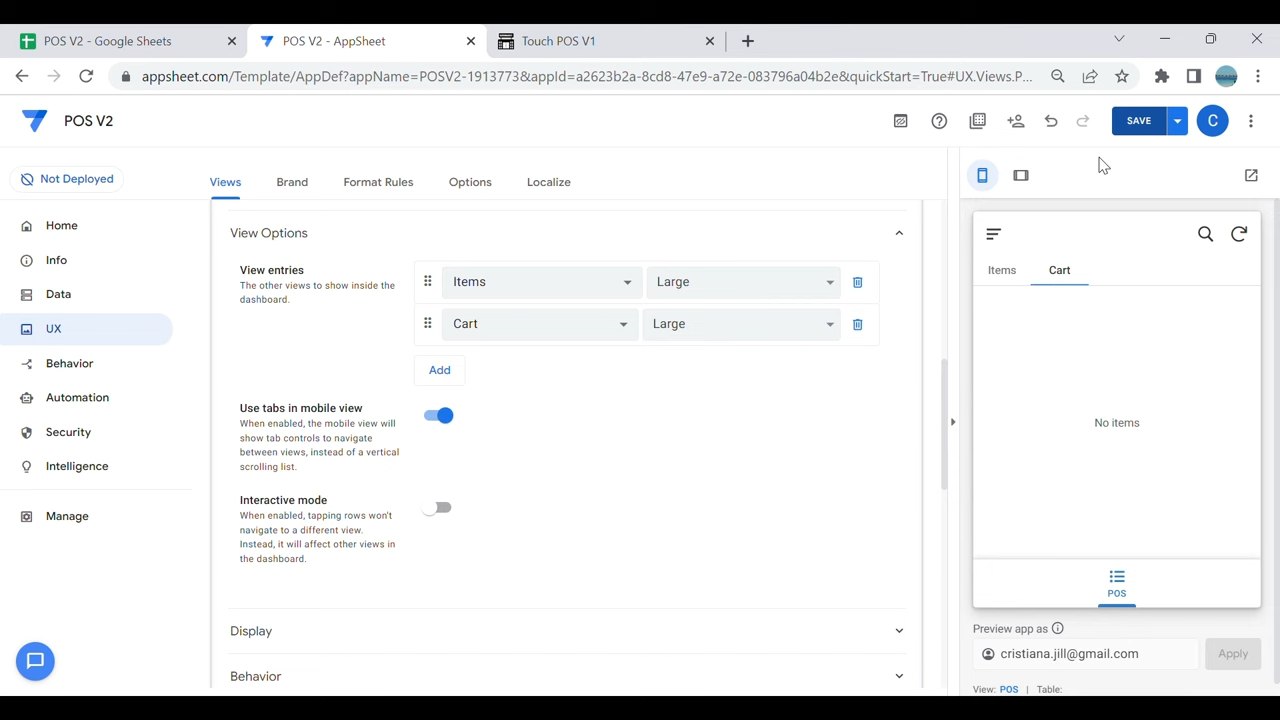 POS V2 - Google Sheets
POS V2 - AppSheet
Touch POS V1
appsheet.com/Template/AppDef?appName=POSV2-1913773&appId=a2623b2a-8cd8-47e9-a72e-083796a04b2e&quickStart=True#UX.Views.P...
POS V2
SAVE
C
Not Deployed
Views
Brand
Format Rules
Options
Localize
Home
Info
Data
UX
Behavior
Automation
Security
Intelligence
Manage
View Options
View entries
The other views to show inside the
dashboard.
Items
Large
Cart
Large
Add
Use tabs in mobile view
When enabled, the mobile view will
show tab controls to navigate
between views, instead of a vertical
scrolling list.
Interactive mode
When enabled, tapping rows won't
navigate to a different view.
Instead, it will affect other views in
the dashboard.
Display
Behavior
Items
Cart
No items
POS
Preview app as
cristiana.jill@gmail.com
Apply
View: POS | Table: